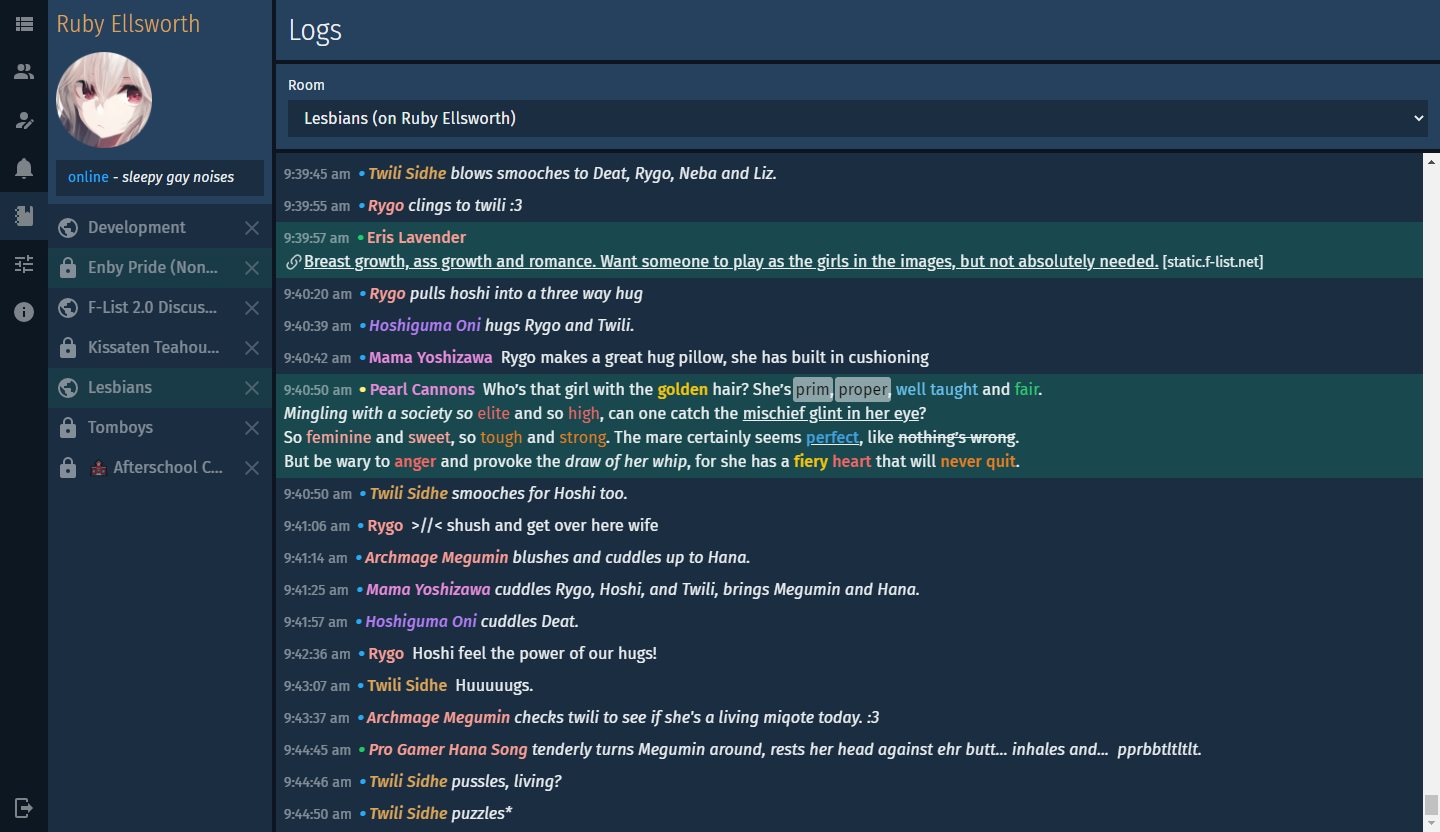 Ruby Ellsworth
online - sleepy gay noises
Development
Enby Pride (Non...
F-List 2.0 Discus...
Kissaten Teahou...
Lesbians
Tomboys
Afterschool C...
Logs
Room
Lesbians (on Ruby Ellsworth)
9:39:45 am • Twili Sidhe blows smooches to Deat, Rygo, Neba and Liz.
9:39:55 am • Rygo clings to twili :3
9:39:57 am • Eris Lavender
Breast growth, ass growth and romance. Want someone to play as the girls in the images, but not absolutely needed. [static.f-list.net]
9:40:20 am • Rygo pulls hoshi into a three way hug
9:40:39 am • Hoshiguma Oni hugs Rygo and Twili.
9:40:42 am • Mama Yoshizawa Rygo makes a great hug pillow, she has built in cushioning
9:40:50 am • Pearl Cannons Who's that girl with the golden hair? She's prim, proper, well taught and fair.
Mingling with a society so elite and so high, can one catch the mischief glint in her eye?
So feminine and sweet, so tough and strong. The mare certainly seems perfect, like nothing's wrong.
But be wary to anger and provoke the draw of her whip, for she has a fiery heart that will never quit.
9:40:50 am • Twili Sidhe smooches for Hoshi too.
9:41:06 am • Rygo >//< shush and get over here wife
9:41:14 am • Archmage Megumin blushes and cuddles up to Hana.
9:41:25 am • Mama Yoshizawa cuddles Rygo, Hoshi, and Twili, brings Megumin and Hana.
9:41:57 am • Hoshiguma Oni cuddles Deat.
9:42:36 am • Rygo Hoshi feel the power of our hugs!
9:43:07 am • Twili Sidhe Huuuuugs.
9:43:37 am • Archmage Megumin checks twili to see if she's a living miqote today. :3
9:44:45 am • Pro Gamer Hana Song tenderly turns Megumin around, rests her head against ehr butt... inhales and... pprbbtltltlt.
9:44:46 am • Twili Sidhe pussles, living?
9:44:50 am • Twili Sidhe puzzles*